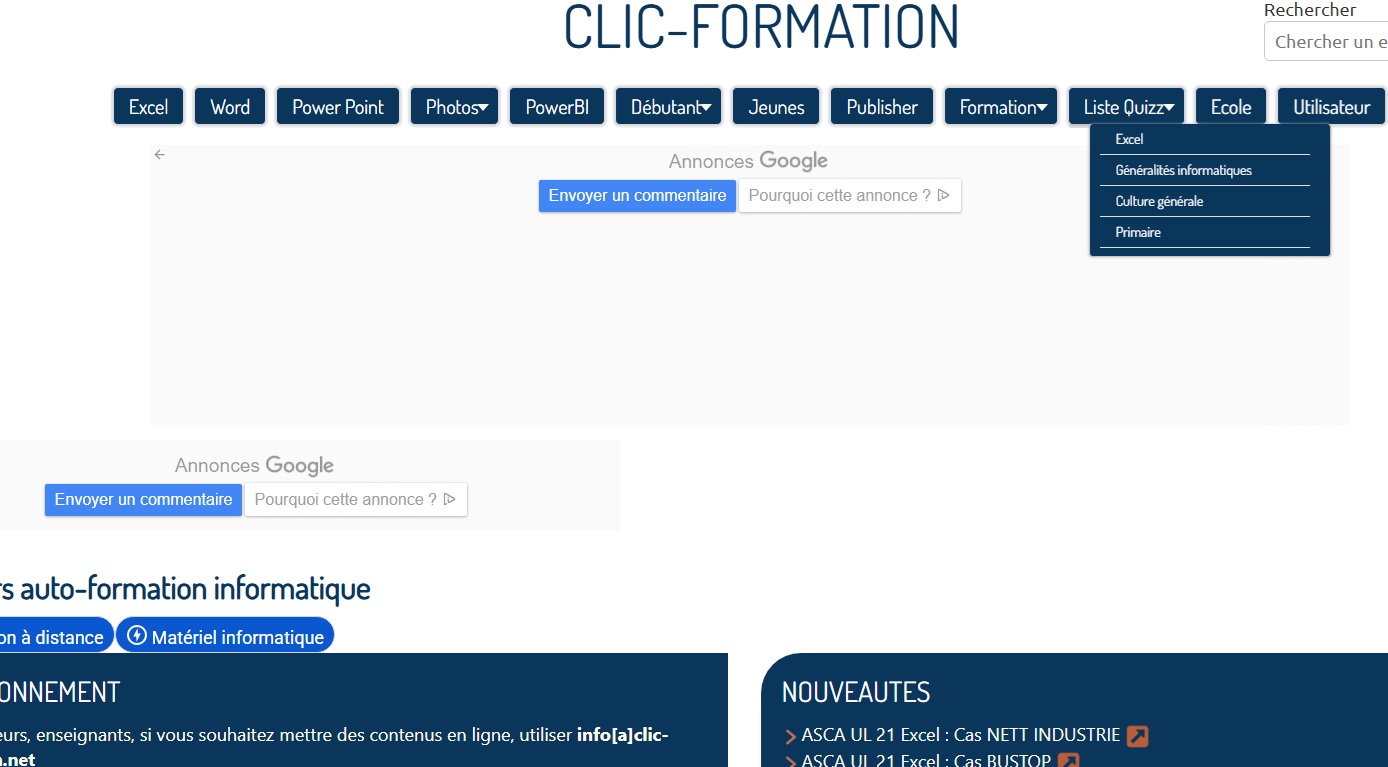 CLIC-FORMATION
Rechercher
Chercher un e
Excel Word Power Point Photos PowerBI Débutant Jeunes Publisher Formation Liste Quizz Ecole Utilisateur
Excel
Généralités informatiques
Culture générale
Primaire
Annonces Google
Envoyer un commentaire Pourquoi cette annonce ?
Annonces Google
Envoyer un commentaire Pourquoi cette annonce ?
rs auto-formation informatique
on à distance Matériel informatique
ONNEMENT
eurs, enseignants, si vous souhaitez mettre des contenus en ligne, utiliser info[a]clic-
n.net
NOUVEAUTES
ASCA UL 21 Excel : Cas NETT INDUSTRIE
ASCA UL 21 Excel : Cas BUSTOP